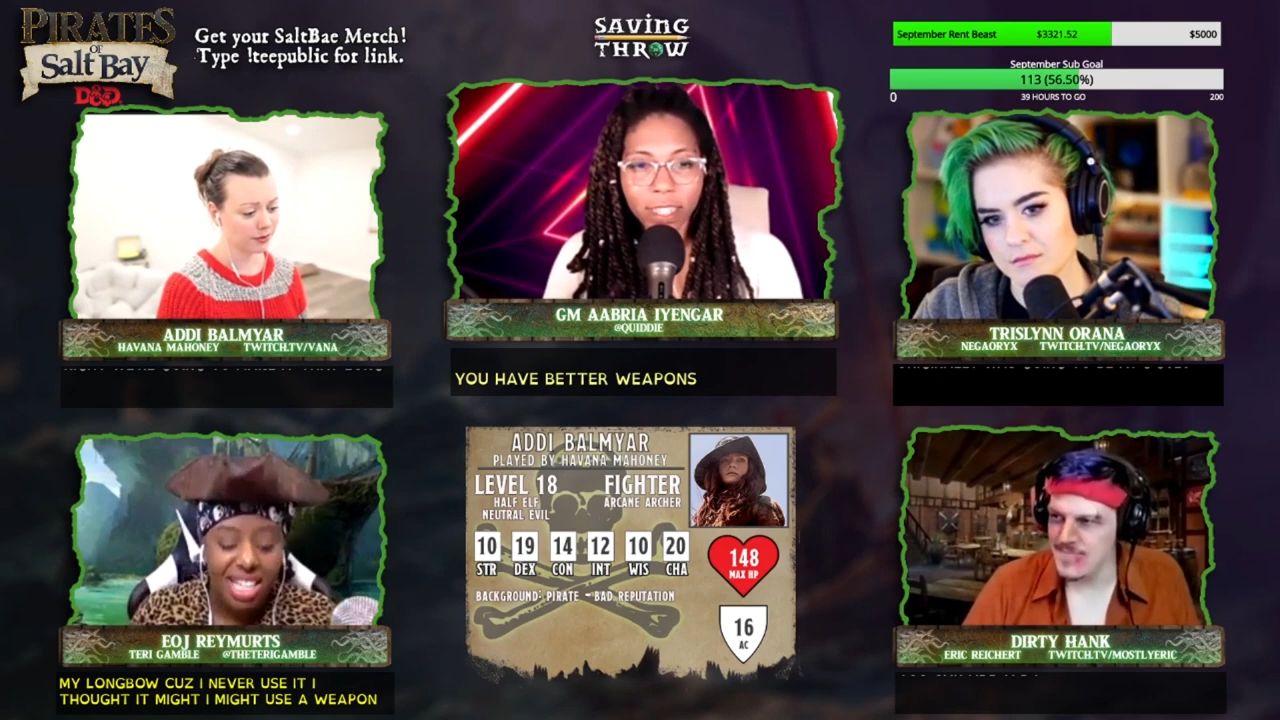 PIRATES
OF
Salt Bay
D&D
Get your SaltBae Merch!
Type !teepublic for link.
SAVING
THROW
September Rent Beast $3321.52 $5000
September Sub Goal
113 (56.50%)
0 39 HOURS TO GO 200
ADDI BALMYAR
HAVANA MAHONEY TWITCH.TV/VANA
GM AABRIA IYENGAR
@QUIDDIE
YOU HAVE BETTER WEAPONS
TRISLYNN ORANA
NEGAORYX TWITCH.TV/NEGAORYX
EOJ REYMURTS
TERI GAMBLE @THETERIGAMBLE
MY LONGBOW CUZ I NEVER USE IT I
THOUGHT IT MIGHT I MIGHT USE A WEAPON
ADDI BALMYAR
PLAYED BY HAVANA MAHONEY
LEVEL 18 FIGHTER
HALF ELF ARCANE ARCHER
NEUTRAL EVIL
10 19 14 12 10 20
STR DEX CON INT WIS CHA
148
MAX HP
BACKGROUND: PIRATE - BAD REPUTATION
16
AC
DIRTY HANK
ERIC REICHERT TWITCH.TV/MOSTLYERIC